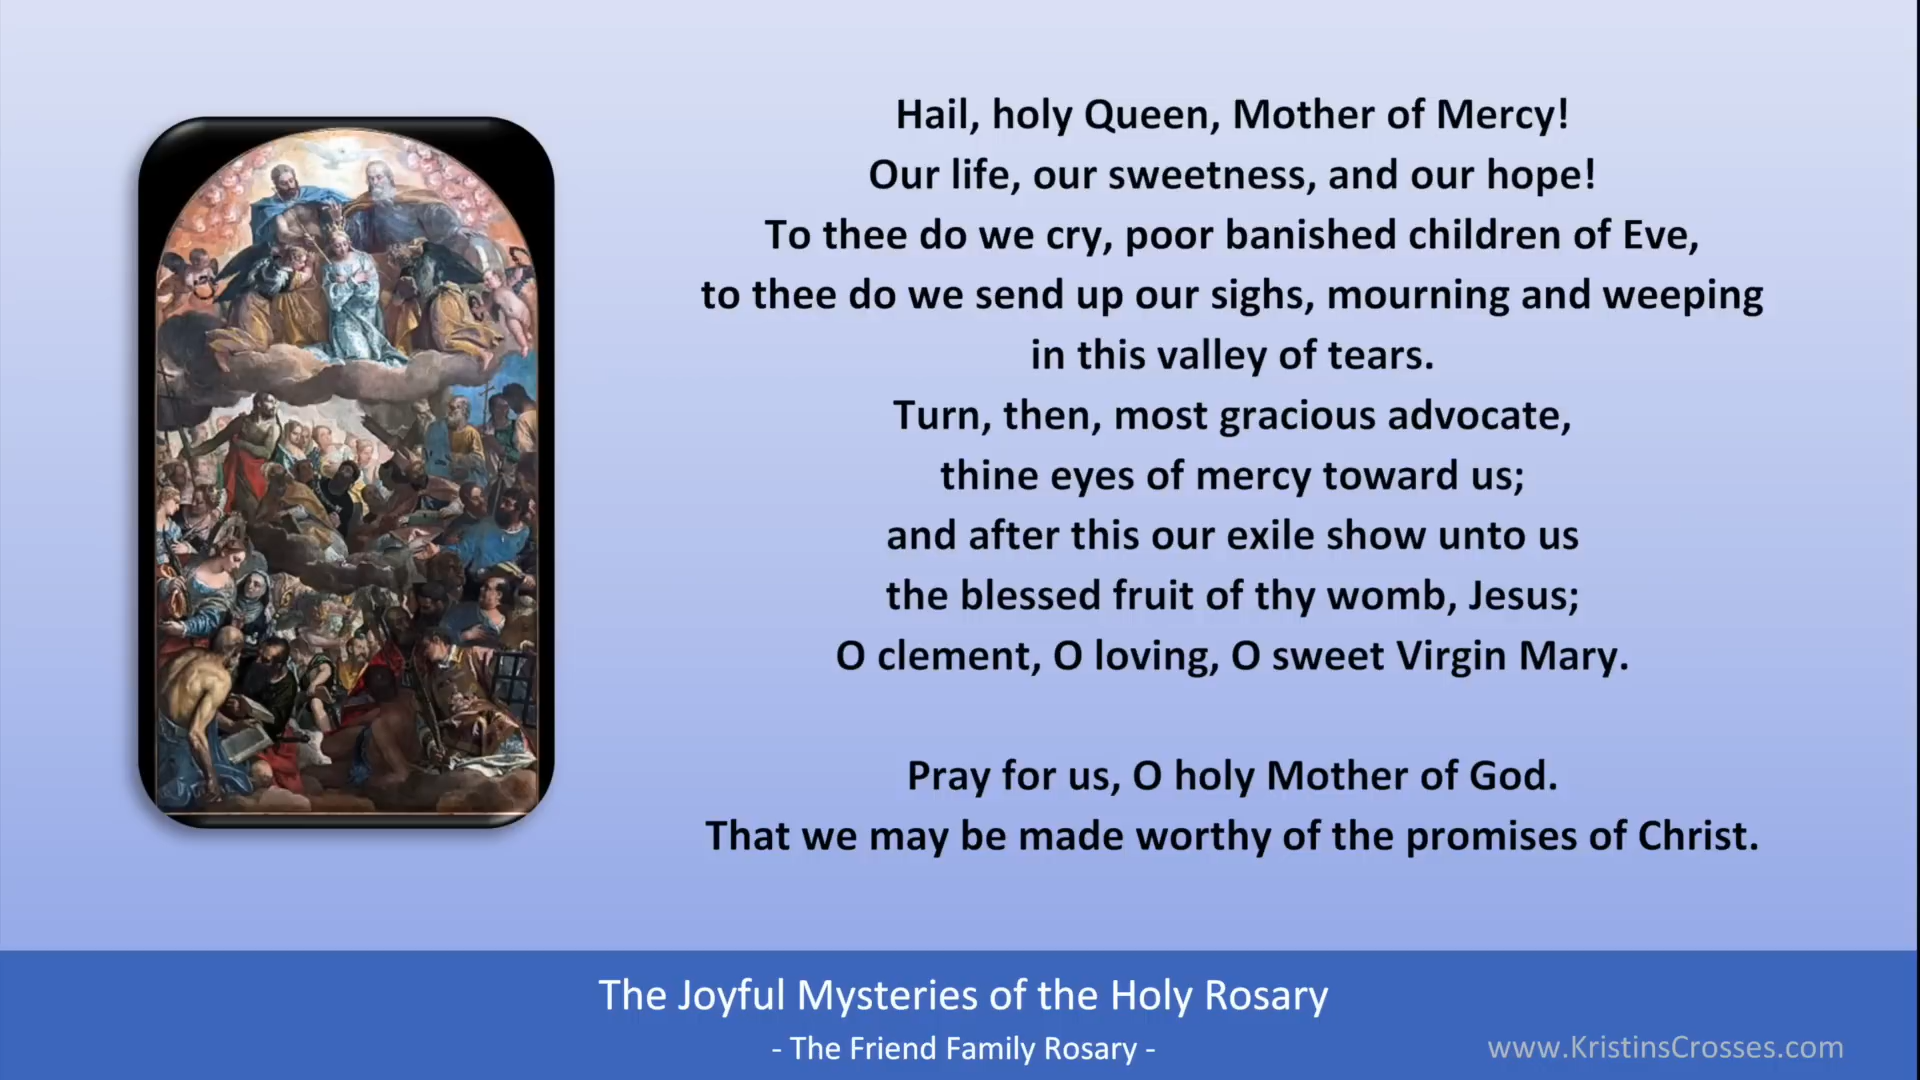 Hail, holy Queen, Mother of Mercy!
Our life, our sweetness, and our hope!
To thee do we cry, poor banished children of Eve,
to thee do we send up our sighs, mourning and weeping
in this valley of tears.
Turn, then, most gracious advocate,
thine eyes of mercy toward us;
and after this our exile show unto us
the blessed fruit of thy womb, Jesus;
O clement, O loving, O sweet Virgin Mary.
Pray for us, O holy Mother of God.
That we may be made worthy of the promises of Christ.
The Joyful Mysteries of the Holy Rosary
- The Friend Family Rosary -
www.KristinsCrosses.com